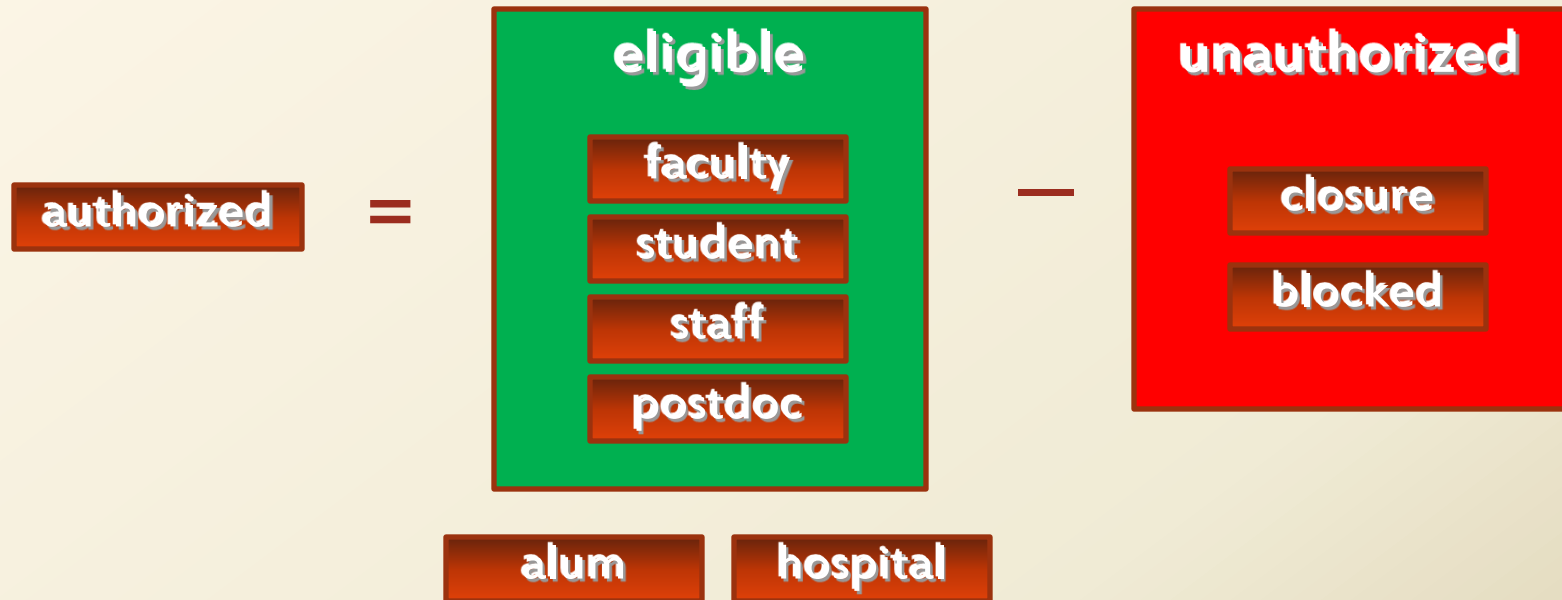 authorized
=
eligible
faculty
student
staff
postdoc
–
unauthorized
closure
blocked
alum
hospital